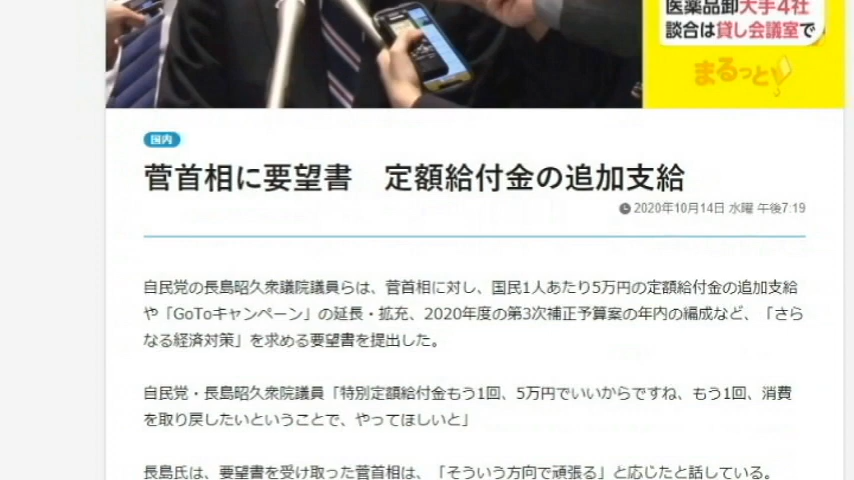 医薬品卸大手4社
談合は貸し会議室で
まるっと!
国内
菅首相に要望書　定額給付金の追加支給
2020年10月14日 水曜 午後7:19
自民党の長島昭久衆議院議員らは、菅首相に対し、国民1人あたり5万円の定額給付金の追加支給
や「GoToキャンペーン」の延長・拡充、2020年度の第3次補正予算案の年内の編成など、「さら
なる経済対策」を求める要望書を提出した。
自民党・長島昭久衆院議員「特別定額給付金もう1回、5万円でいいからですね、もう1回、消費
を取り戻したいということで、やってほしいと」
長島氏は、要望書を受け取った菅首相は、「そういう方向で頑張る」と応じたと話している。